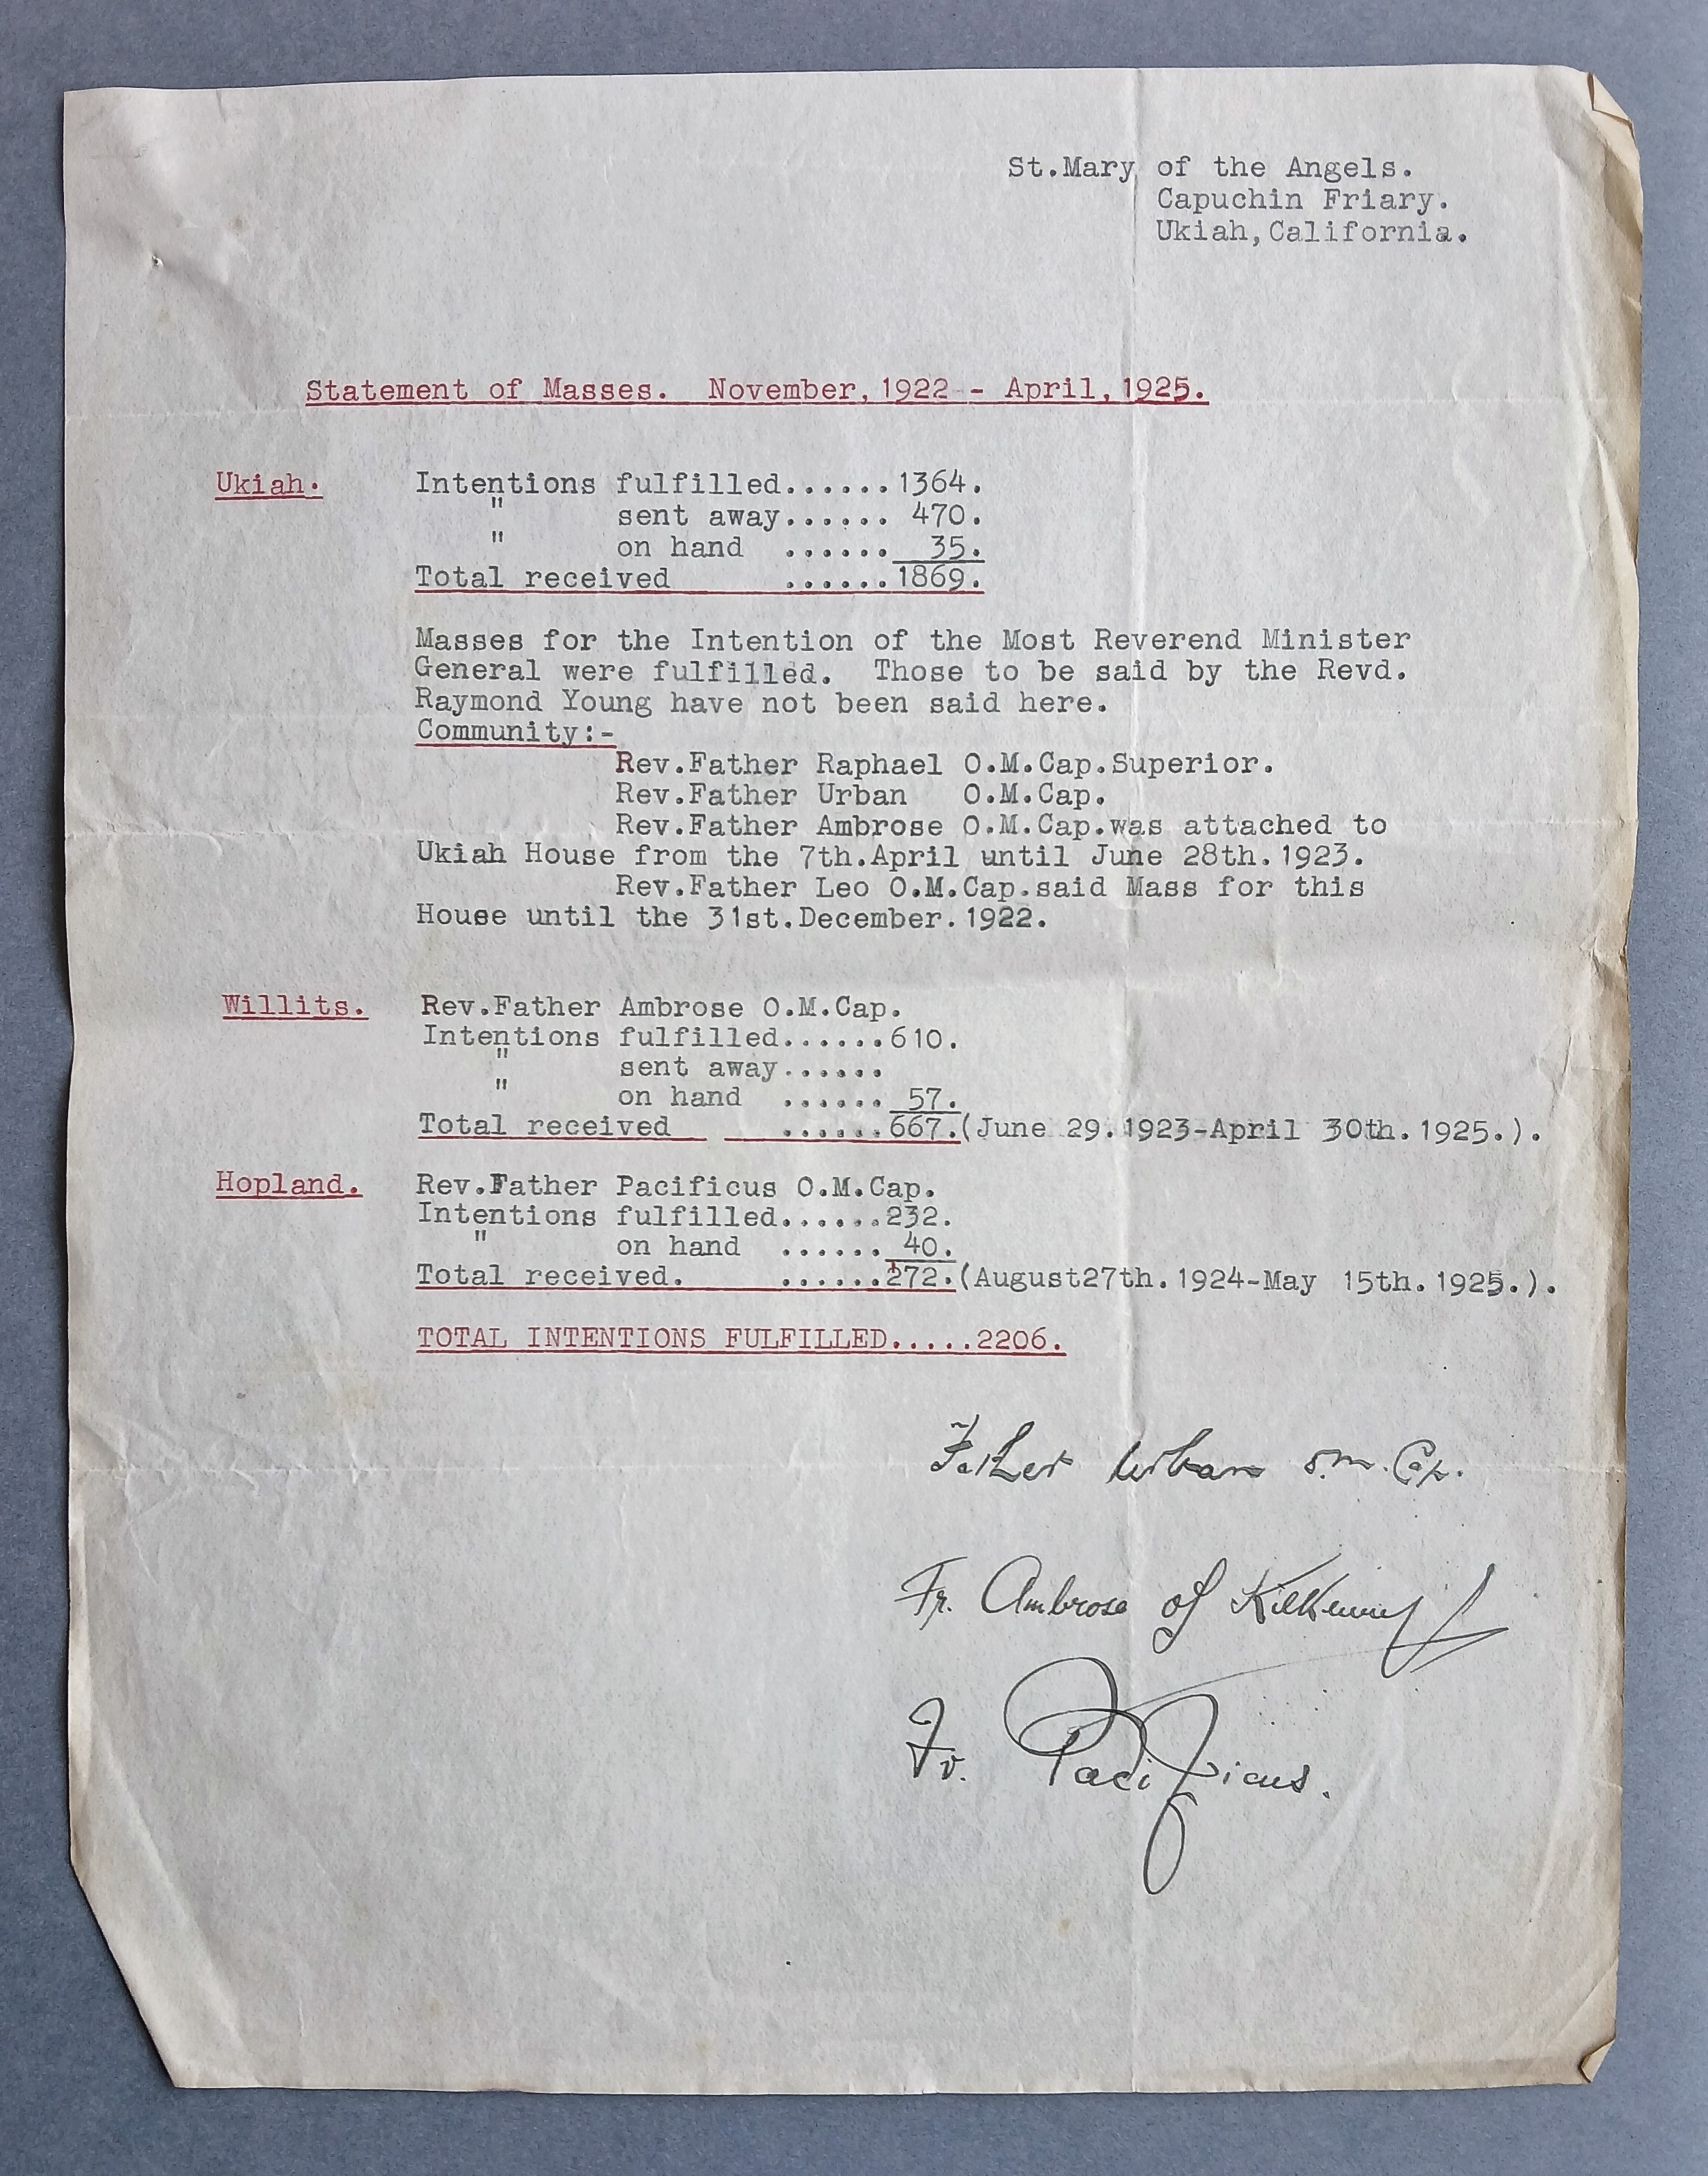 St.Mary of the Angels.
Capuchin Friary.
Ukiah,California.
Statement of Masses. November,1922 - April,1925.
Ukiah. Intentions fulfilled......1364.
" sent away...... 470.
" on hand ...... 35.
Total received ......1869.
Masses for the Intention of the Most Reverend Minister
General were fulfilled. Those to be said by the Revd.
Raymond Young have not been said here.
Community:-
Rev.Father Raphael O.M.Cap.Superior.
Rev.Father Urban O.M.Cap.
Rev.Father Ambrose O.M.Cap.was attached to
Ukiah House from the 7th.April until June 28th.1923.
Rev.Father Leo O.M.Cap.said Mass for this
House until the 31st.December.1922.
Willits. Rev.Father Ambrose O.M.Cap.
Intentions fulfilled......610.
" sent away......
" on hand ...... 57.
Total received ......667.(June 29.1923-April 30th.1925.).
Hopland. Rev.Father Pacificus O.M.Cap.
Intentions fulfilled......232.
" on hand ...... 40.
Total received. ......272.(August27th.1924-May 15th.1925.).
TOTAL INTENTIONS FULFILLED.....2206.
Father Urban O.M.Cap.
Fr. Ambrose of Kilkenny
Fr. Pacificus.